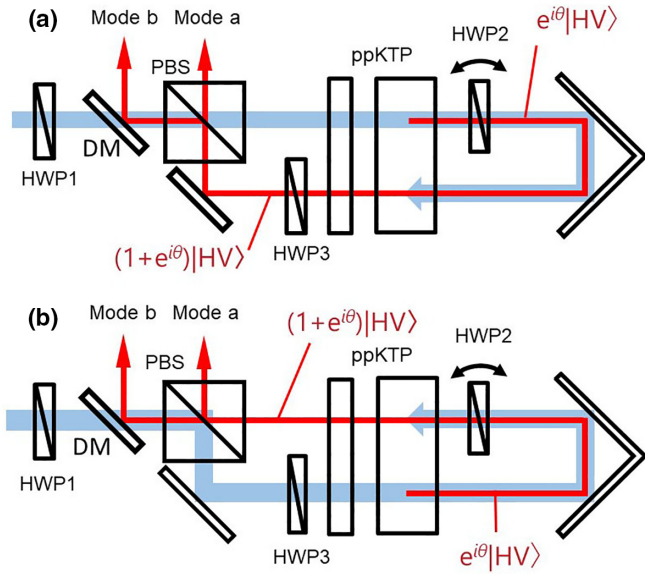 (a)
Mode b Mode a
PBS
ppKTP
HWP2
e^{iθ}|HV⟩
DM
HWP1
HWP3
(1+e^{iθ})|HV⟩
(b)
Mode b Mode a
(1+e^{iθ})|HV⟩
PBS
ppKTP
HWP2
DM
HWP1
HWP3
e^{iθ}|HV⟩